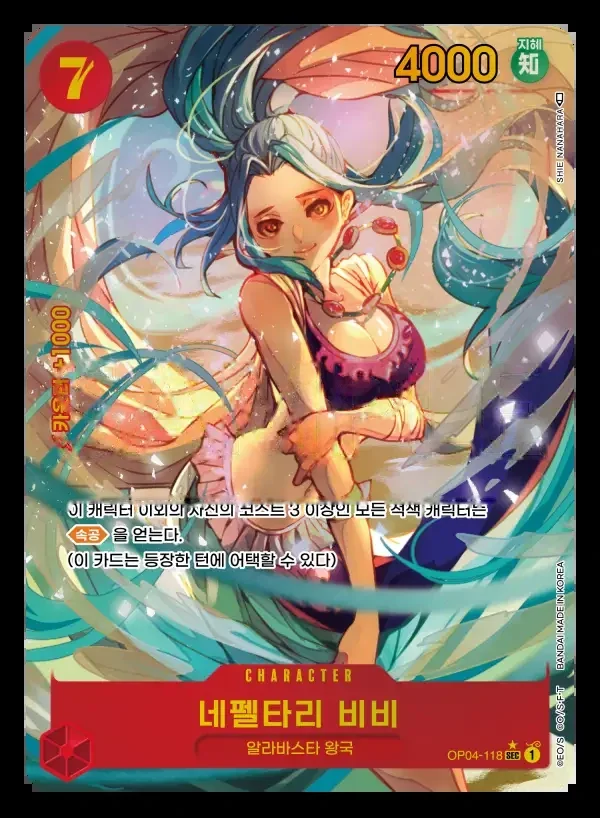 7
4000
지혜
知
SHIE NANAHARA
카운터 +1000
이 캐릭터 이외의 자신의 코스트 3 이상인 모든 적색 캐릭터는
속공 을 얻는다.
(이 카드는 등장한 턴에 어택할 수 있다)
CHARACTER
네펠타리 비비
알라바스타 왕국
OP04-118 SEC 1
©EO/S ©O/S·F·T BANDAI MADE IN KOREA